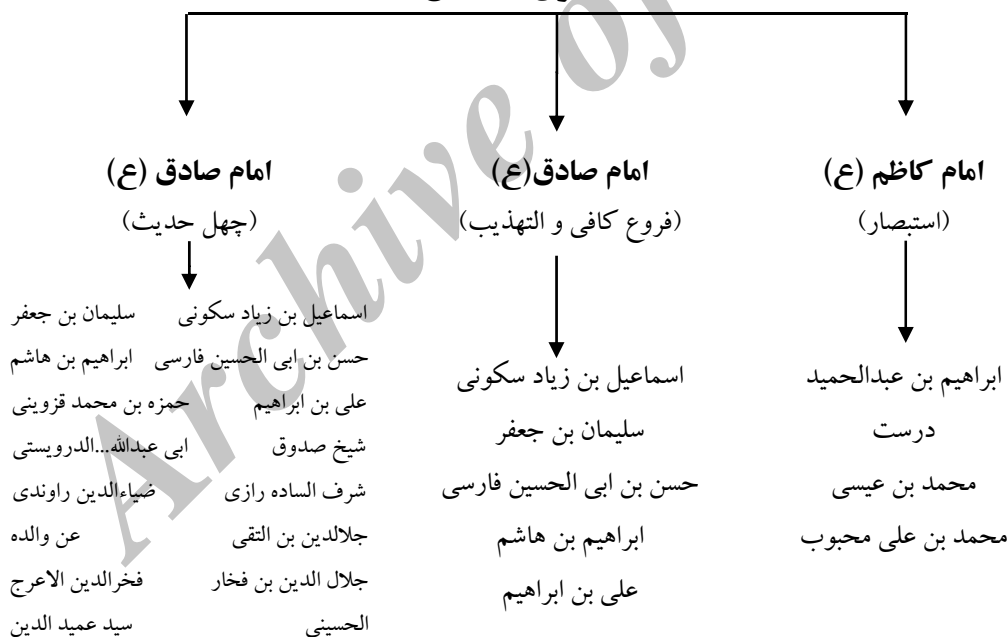 امام کاظم (ع)
(استبصار)
ابراهیم بن عبدالحمید
درست
محمد بن عیسی
محمد بن علی محبوب
امام صادق(ع)
(فروع کافی و التهذیب)
اسماعیل بن زیاد سکونی
سلیمان بن جعفر
حسن بن ابی الحسین فارسی
ابراهیم بن هاشم
علی بن ابراهیم
امام صادق (ع)
(چهل حدیث)
اسماعیل بن زیاد سکونی سلیمان بن جعفر
حسن بن ابی الحسین فارسی ابراهیم بن هاشم
علی بن ابراهیم حمزه بن محمد قزوینی
شیخ صدوق ابی عبدالله...الدرویستی
شرف الساده رازی ضیاءالدین راوندی
جلالدین بن التقی عن والده
جلال الدین بن فخار فخرالدین الاعرج
الحسینی سید عمید الدین
Archive of